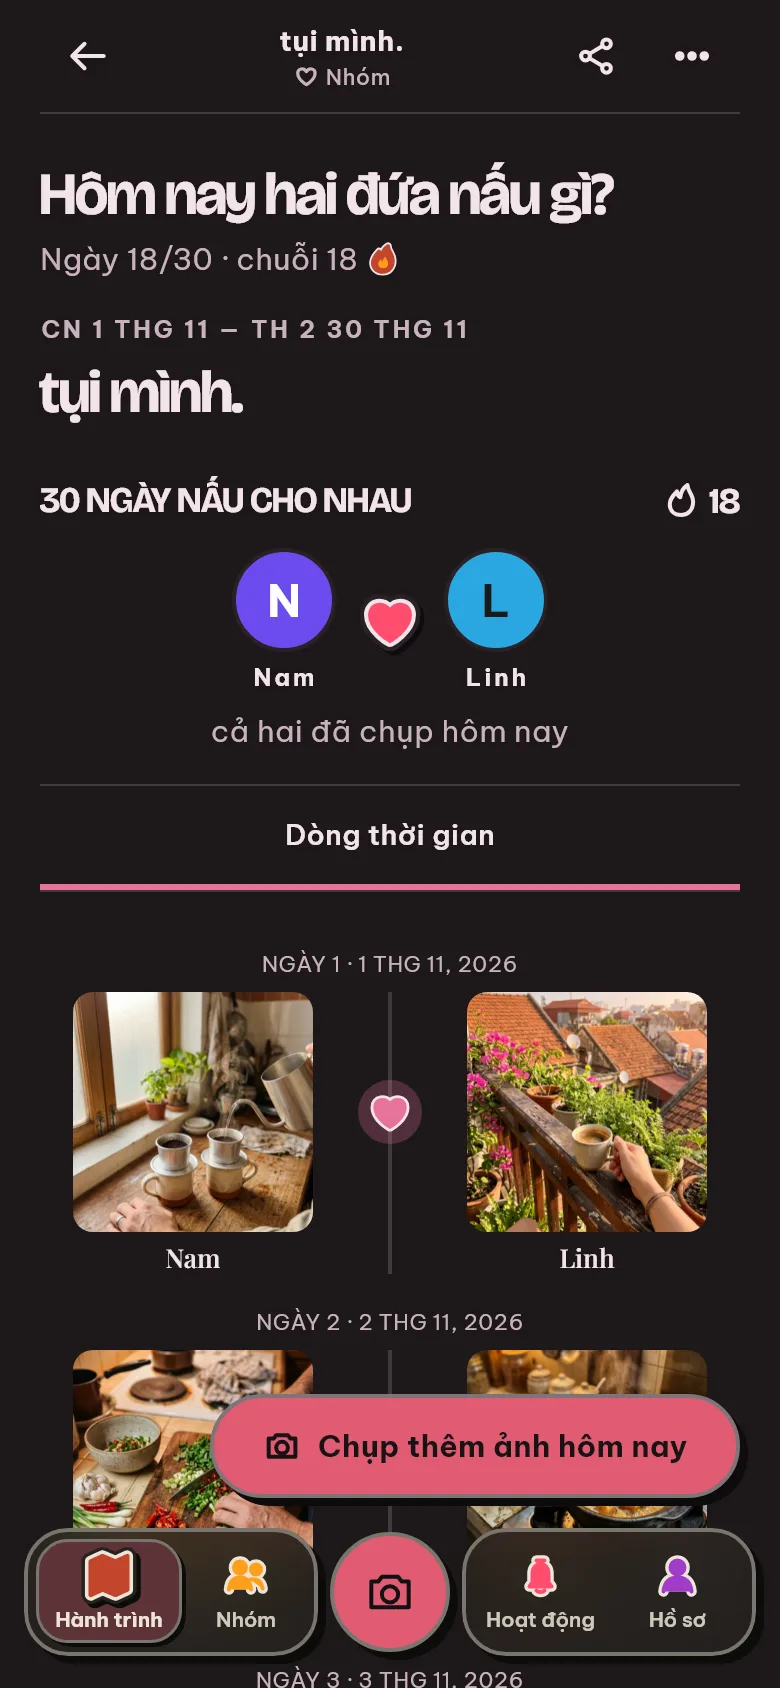 tụi mình.
Nhóm
Hôm nay hai đứa nấu gì?
Ngày 18/30 · chuỗi 18
CN 1 THG 11 — TH 2 30 THG 11
tụi mình.
30 NGÀY NẤU CHO NHAU
18
N
L
Nam
Linh
cả hai đã chụp hôm nay
Dòng thời gian
NGÀY 1 · 1 THG 11, 2026
Nam
Linh
NGÀY 2 · 2 THG 11, 2026
Chụp thêm ảnh hôm nay
Hành trình
Nhóm
Hoạt động
Hồ sơ
NGÀY 3 · 3 THG 11, 2026